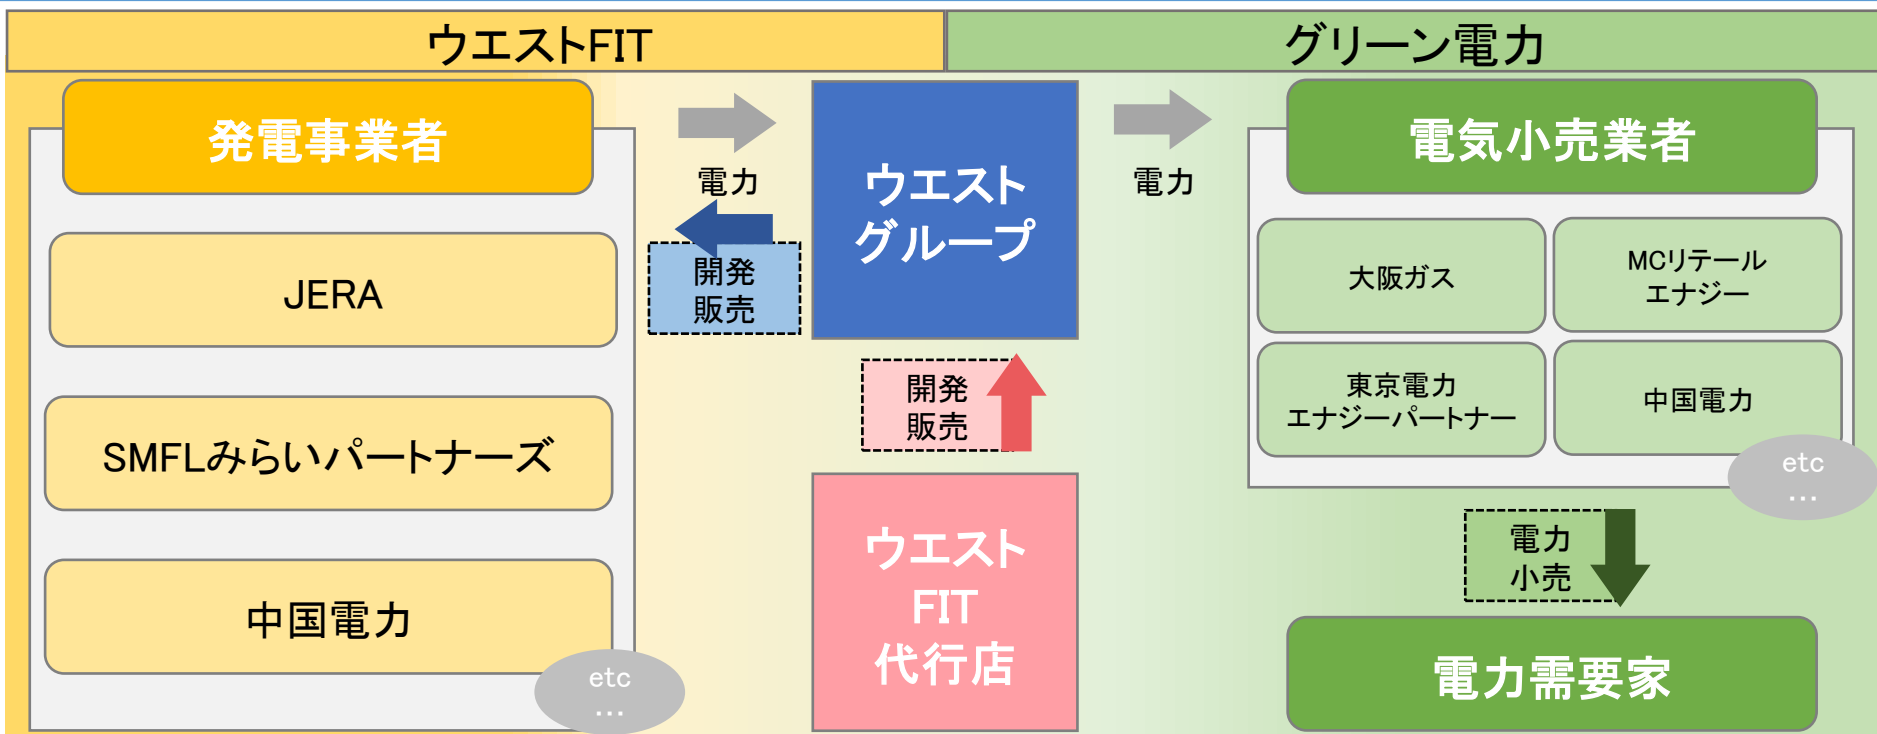 ウエストFIT
グリーン電力
発電事業者
JERA
SMFLみらいパートナーズ
中国電力
etc
…
電力
開発
販売
ウエスト
グループ
開発
販売
ウエスト
FIT
代行店
電力
電気小売業者
大阪ガス
MCリテール
エナジー
東京電力
エナジーパートナー
中国電力
etc
…
電力
小売
電力需要家